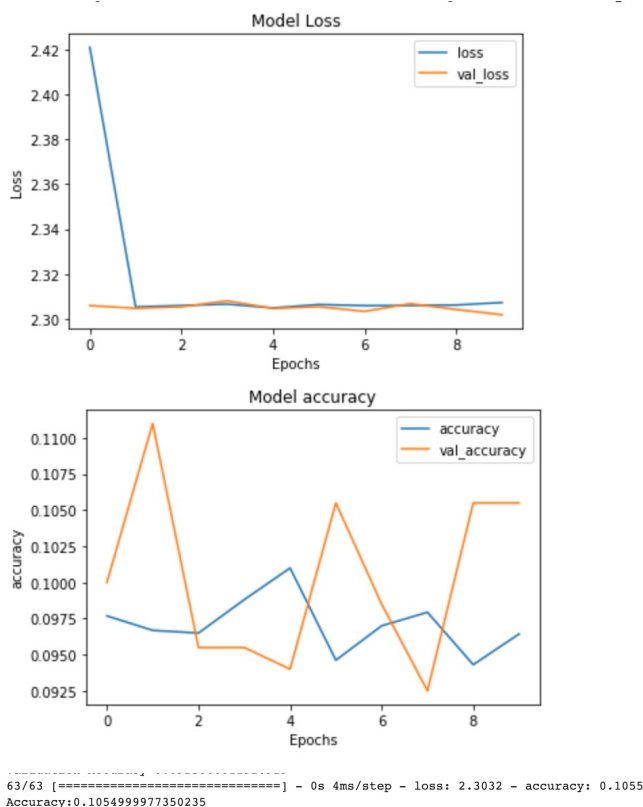 Model Loss
loss
val_loss
2.42
2.40
2.38
2.36
2.34
2.32
2.30
Loss
0 2 4 6 8
Epochs
Model accuracy
accuracy
val_accuracy
0.1100
0.1075
0.1050
0.1025
0.1000
0.0975
0.0950
0.0925
accuracy
0 2 4 6 8
Epochs
63/63 [==============================] - 0s 4ms/step - loss: 2.3032 - accuracy: 0.1055
Accuracy:0.1054999977350235